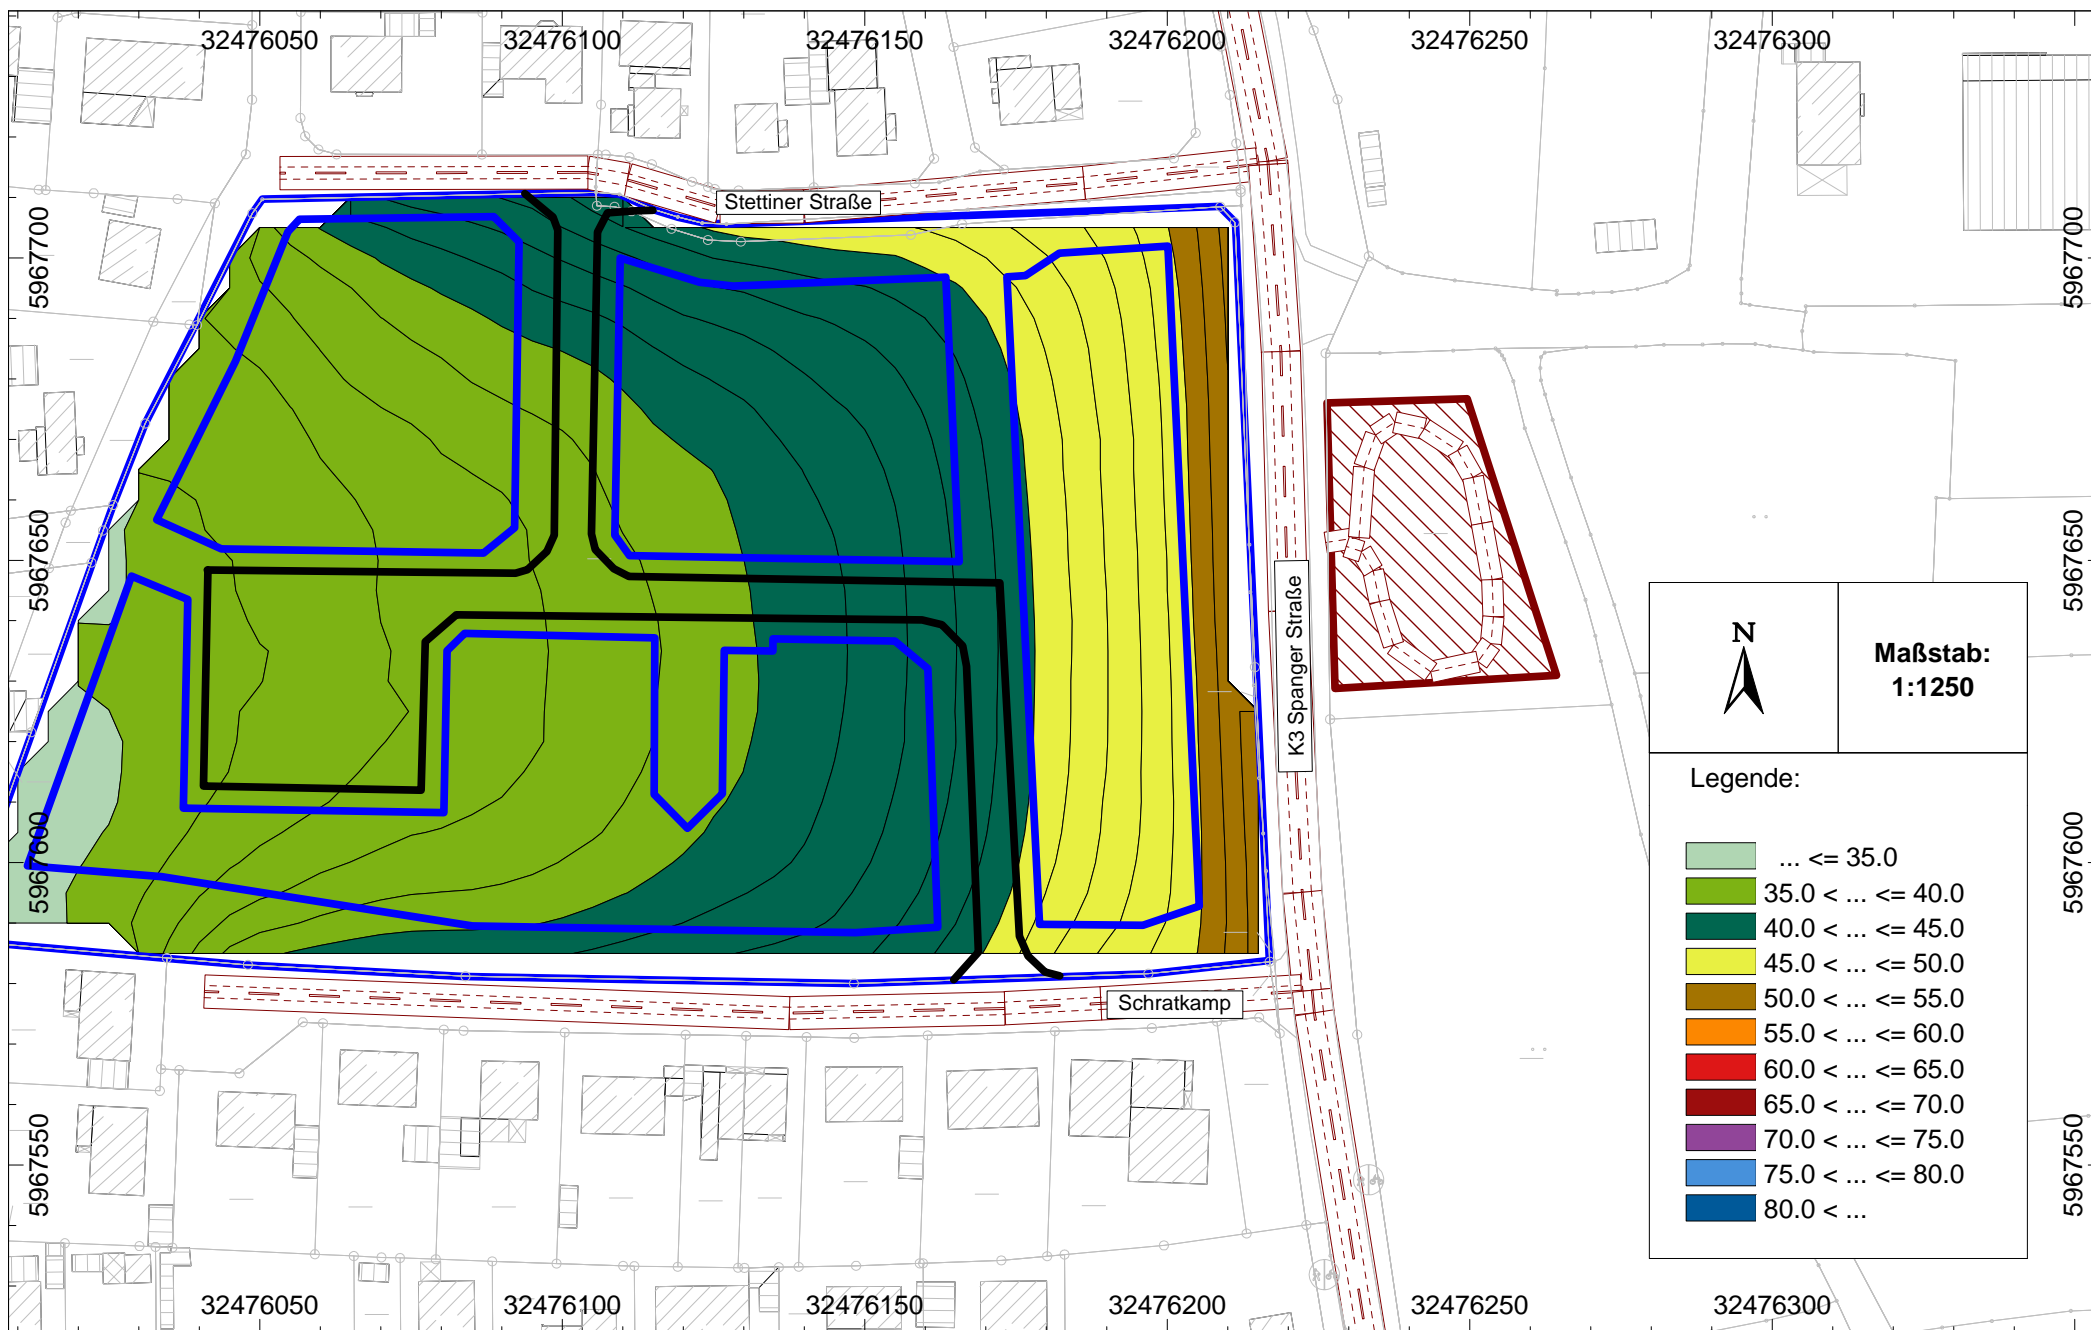 32476050
32476100
32476150
32476200
32476250
32476300
Stettiner Straße
5967700
5967700
5967650
5967650
K3 Spanger Straße
N
Maßstab:
1:1250
Legende:
... <= 35.0
35.0 < ... <= 40.0
40.0 < ... <= 45.0
45.0 < ... <= 50.0
50.0 < ... <= 55.0
55.0 < ... <= 60.0
60.0 < ... <= 65.0
65.0 < ... <= 70.0
70.0 < ... <= 75.0
75.0 < ... <= 80.0
80.0 < ...
5967600
5967600
Schratkamp
5967550
5967550
32476050
32476100
32476150
32476200
32476250
32476300